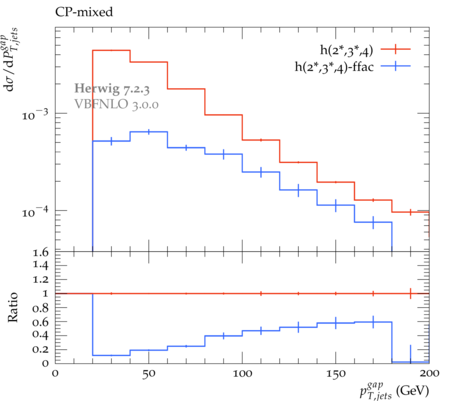 CP-mixed
dσ/dP^{gap}_{T,jets}
h(2*,3*,4)
h(2*,3*,4)-ffac
Herwig 7.2.3
VBFNLO 3.0.0
10^{-3}
10^{-4}
Ratio
1.6
1.4
1.2
1
0.8
0.6
0.4
0.2
0
0 50 100 150 200
p^{gap}_{T,jets} (GeV)